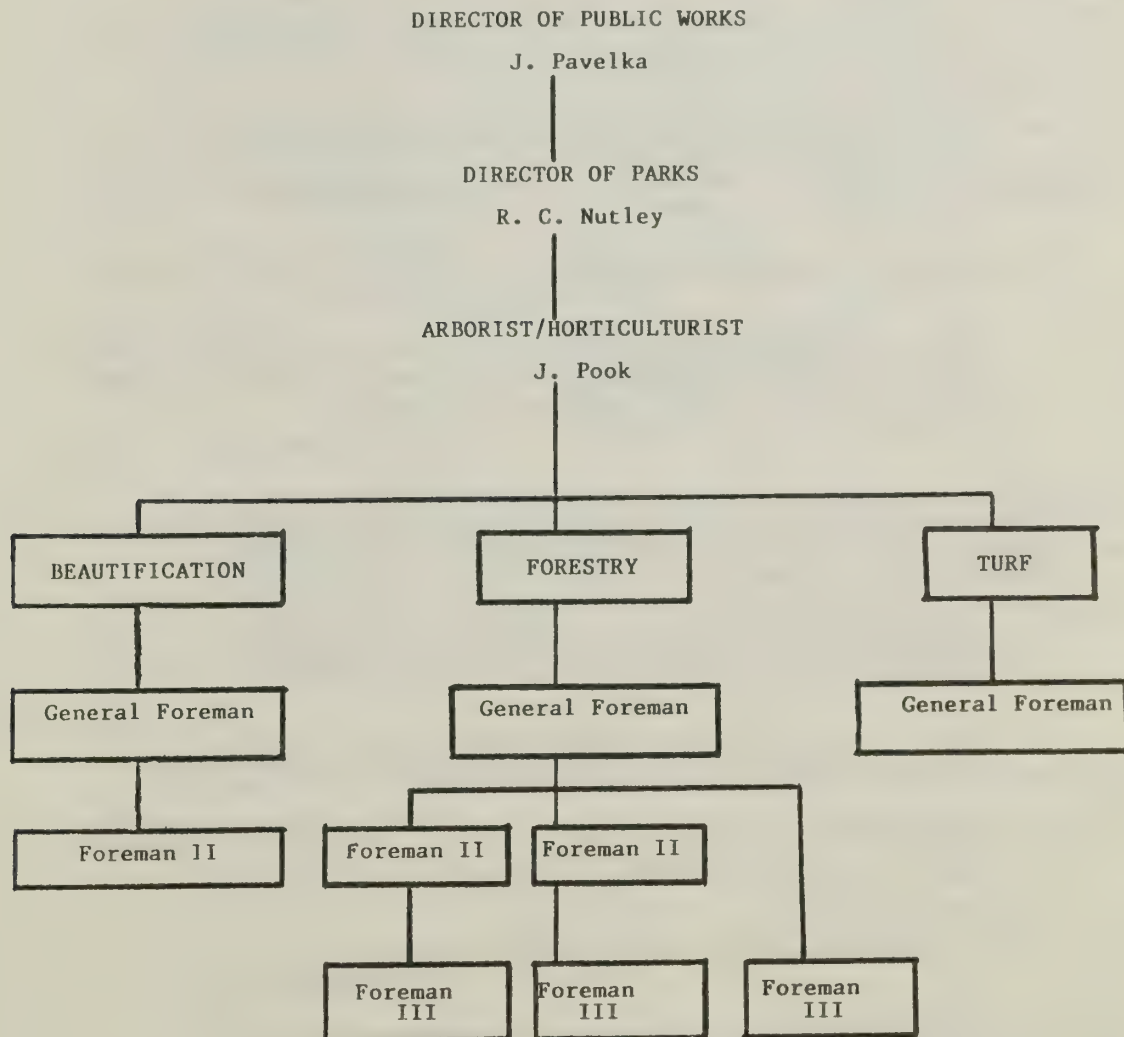 DIRECTOR OF PUBLIC WORKS
J. Pavelka
DIRECTOR OF PARKS
R. C. Nutley
ARBORIST/HORTICULTURIST
J. Pook
BEAUTIFICATION
FORESTRY
TURF
General Foreman
General Foreman
General Foreman
Foreman II
Foreman II
Foreman II
Foreman
III
Foreman
III
Foreman
III